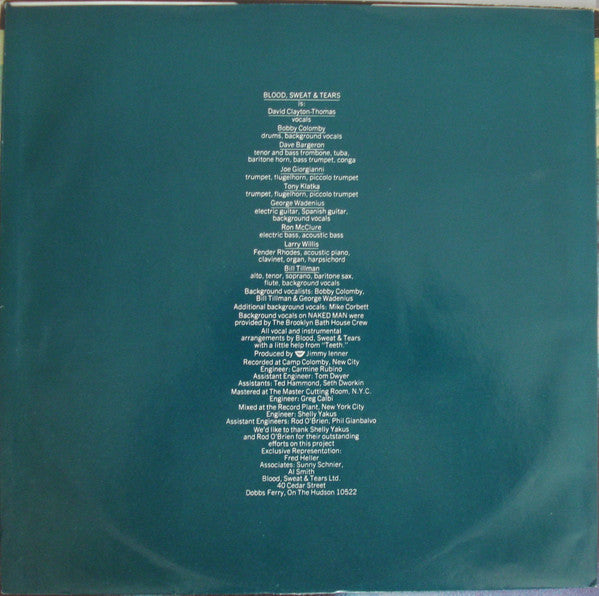 BLOOD, SWEAT & TEARS
is:
David Clayton-Thomas
vocals
Bobby Colomby
drums, background vocals
Dave Bargeron
tenor and bass trombone, tuba,
baritone horn, bass trumpet, conga
Joe Giorgianni
trumpet, flugelhorn, piccolo trumpet
Tony Klatka
trumpet, flugelhorn, piccolo trumpet
George Wadenius
electric guitar, Spanish guitar,
background vocals
Ron McClure
electric bass, acoustic bass
Larry Willis
Fender Rhodes, acoustic piano,
clavinet, organ, harpsichord
Bill Tillman
alto, tenor, soprano, baritone sax,
flute, background vocals
Background vocalists: Bobby Colomby,
Bill Tillman & George Wadenius
Additional background vocals: Mike Corbett
Background vocals on NAKED MAN were
provided by The Brooklyn Bath House Crew
All vocal and instrumental
arrangements by Blood, Sweat & Tears
with a little help from "Teeth."
Produced by Jimmy Ienner
Recorded at Camp Colomby, New City
Engineer: Carmine Rubino
Assistant Engineer: Tom Dwyer
Assistants: Ted Hammond, Seth Dworkin
Mastered at The Master Cutting Room, N.Y.C.
Engineer: Greg Calbi
Mixed at the Record Plant, New York City
Engineer: Shelly Yakus
Assistant Engineers: Rod O'Brien, Phil Gianbalvo
We'd like to thank Shelly Yakus
and Rod O'Brien for their outstanding
efforts on this project
Exclusive Representation:
Fred Heller
Associates: Sunny Schnier,
Al Smith
Blood, Sweat & Tears Ltd.
40 Cedar Street
Dobbs Ferry, On The Hudson 10522